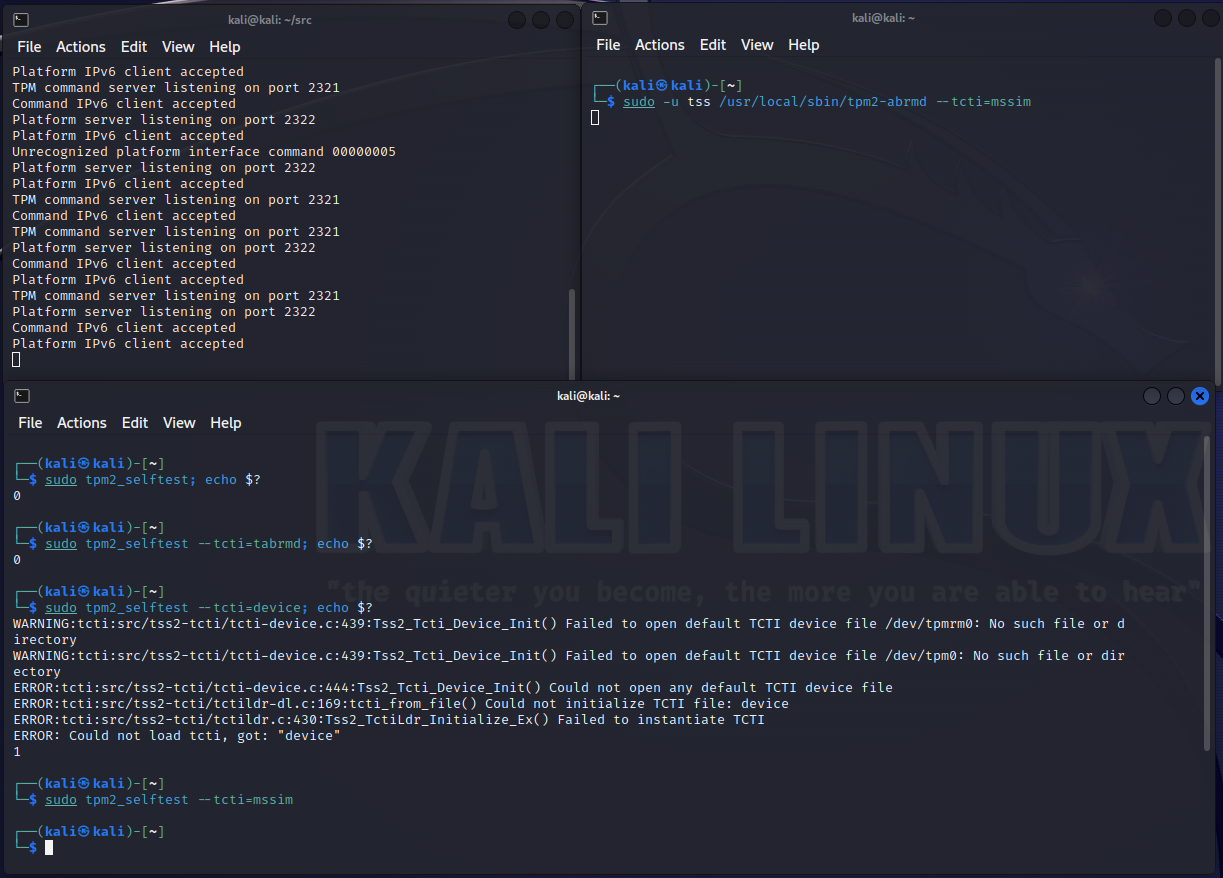 kali@kali: ~/src
File Actions Edit View Help
Platform IPv6 client accepted
TPM command server listening on port 2321
Command IPv6 client accepted
Platform server listening on port 2322
Platform IPv6 client accepted
Unrecognized platform interface command 00000005
Platform server listening on port 2322
Platform IPv6 client accepted
TPM command server listening on port 2321
Command IPv6 client accepted
TPM command server listening on port 2321
Platform server listening on port 2322
Command IPv6 client accepted
Platform IPv6 client accepted
TPM command server listening on port 2321
Platform server listening on port 2322
Command IPv6 client accepted
Platform IPv6 client accepted
kali@kali: ~
File Actions Edit View Help
┌──(kali㉿kali)-[~]
└─$ sudo -u tss /usr/local/sbin/tpm2-abrmd --tcti=mssim
kali@kali: ~
File Actions Edit View Help
KALI LINUX
"the quieter you become, the more you are able to hear"
┌──(kali㉿kali)-[~]
└─$ sudo tpm2_selftest; echo $?
0
┌──(kali㉿kali)-[~]
└─$ sudo tpm2_selftest --tcti=tabrmd; echo $?
0
┌──(kali㉿kali)-[~]
└─$ sudo tpm2_selftest --tcti=device; echo $?
WARNING:tcti:src/tss2-tcti/tcti-device.c:439:Tss2_Tcti_Device_Init() Failed to open default TCTI device file /dev/tpmrm0: No such file or d
irectory
WARNING:tcti:src/tss2-tcti/tcti-device.c:439:Tss2_Tcti_Device_Init() Failed to open default TCTI device file /dev/tpm0: No such file or dir
ectory
ERROR:tcti:src/tss2-tcti/tcti-device.c:444:Tss2_Tcti_Device_Init() Could not open any default TCTI device file
ERROR:tcti:src/tss2-tcti/tctildr-dl.c:169:tcti_from_file() Could not initialize TCTI file: device
ERROR:tcti:src/tss2-tcti/tctildr.c:430:Tss2_TctiLdr_Initialize_Ex() Failed to instantiate TCTI
ERROR: Could not load tcti, got: "device"
1
┌──(kali㉿kali)-[~]
└─$ sudo tpm2_selftest --tcti=mssim
┌──(kali㉿kali)-[~]
└─$